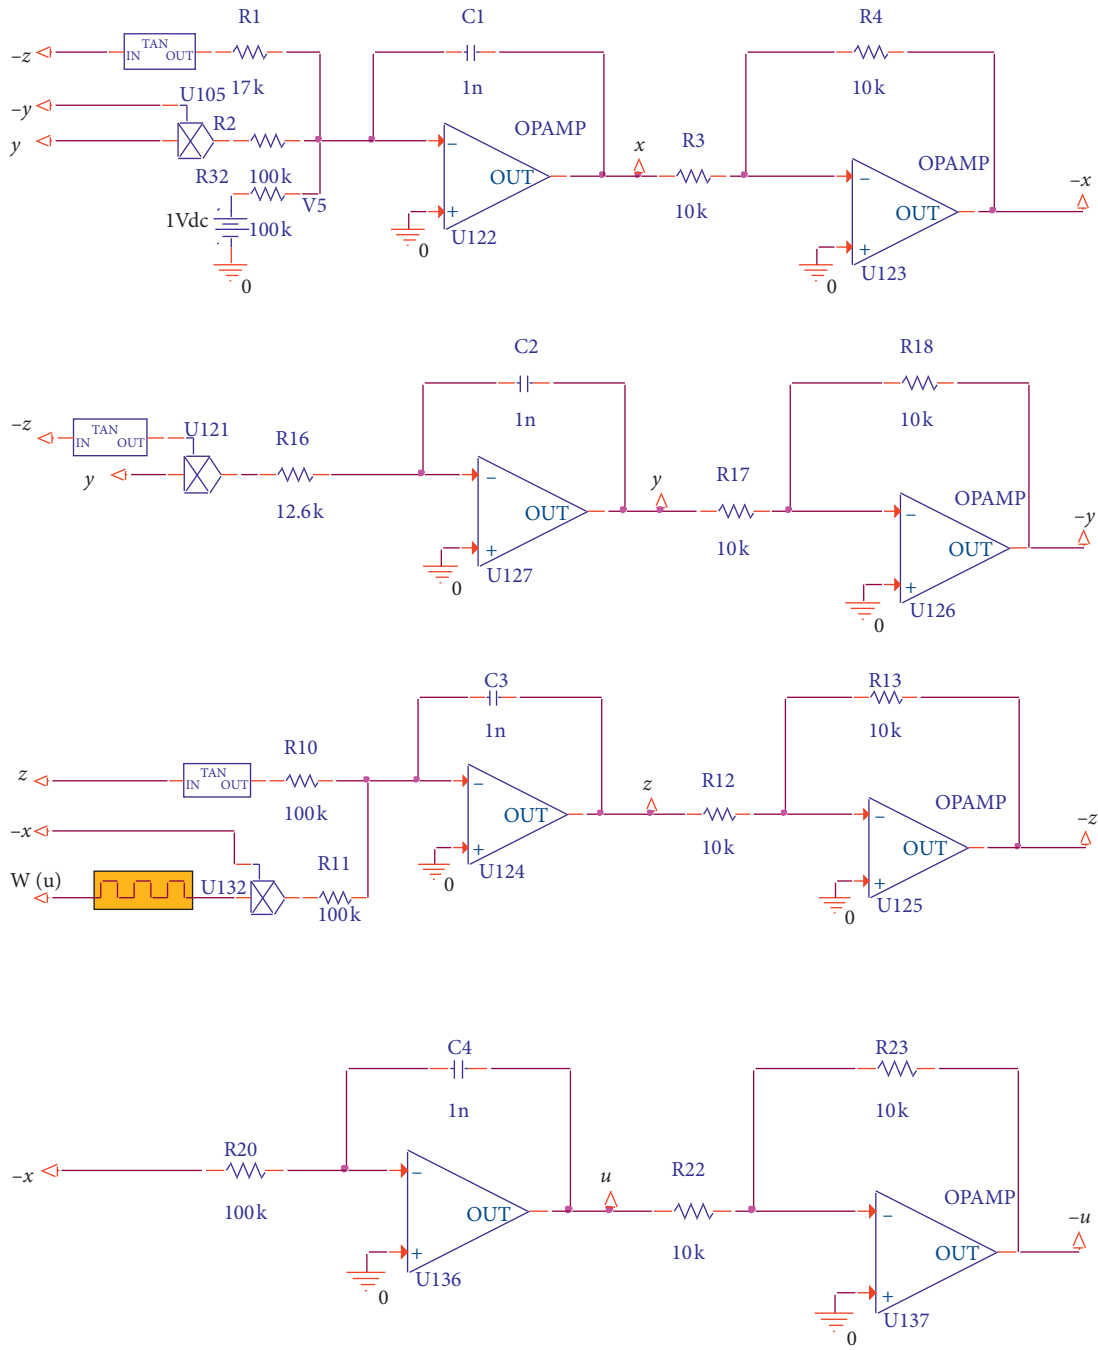 R1
C1
R4
−z
TAN
IN
OUT
17k
1n
10k
−y
U105
y
R2
OPAMP
x
R3
OPAMP
R32
100k
−
OUT
−
−x
V5
10k
OUT
1Vdc
100k
+
U122
0
+
U123
0
0
C2
R18
1n
10k
−z
TAN
IN
OUT
U121
R16
y
−
y
R17
OPAMP
12.6k
OUT
−
−y
10k
OUT
+
U127
0
+
U126
0
C3
R13
1n
10k
z
TAN
IN
OUT
R10
−
z
R12
OPAMP
100k
OUT
−
−z
−x
10k
OUT
+
U124
W (u)
U132
R11
0
+
U125
100k
0
C4
R23
1n
10k
−x
R20
−
u
R22
OPAMP
100k
OUT
−
−u
10k
OUT
+
U136
0
+
U137
0